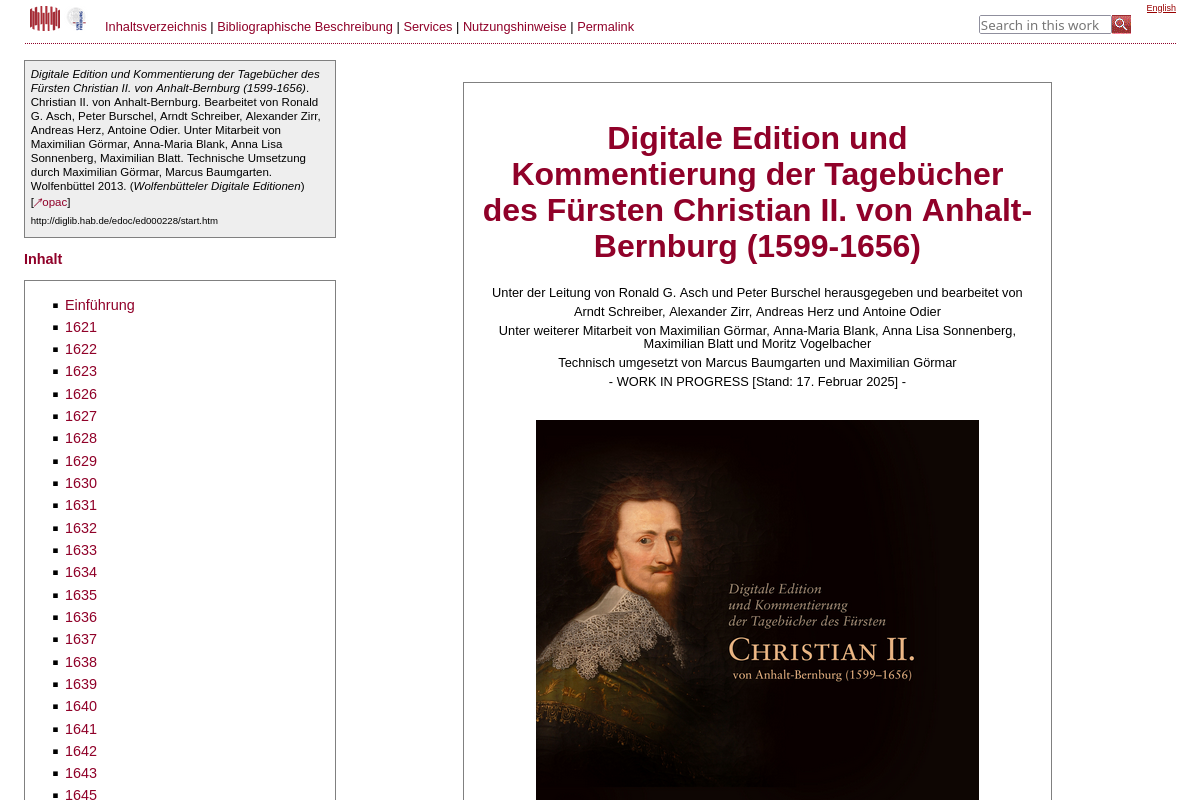 English
Inhaltsverzeichnis | Bibliographische Beschreibung | Services | Nutzungshinweise | Permalink
Search in this work
Digitale Edition und Kommentierung der Tagebücher des
Fürsten Christian II. von Anhalt-Bernburg (1599-1656).
Christian II. von Anhalt-Bernburg. Bearbeitet von Ronald
G. Asch, Peter Burschel, Arndt Schreiber, Alexander Zirr,
Andreas Herz, Antoine Odier. Unter Mitarbeit von
Maximilian Görmar, Anna-Maria Blank, Anna Lisa
Sonnenberg, Maximilian Blatt. Technische Umsetzung
durch Maximilian Görmar, Marcus Baumgarten.
Wolfenbüttel 2013. (Wolfenbütteler Digitale Editionen)
[↗opac]
http://diglib.hab.de/edoc/ed000228/start.htm
Inhalt
Einführung
1621
1622
1623
1626
1627
1628
1629
1630
1631
1632
1633
1634
1635
1636
1637
1638
1639
1640
1641
1642
1643
1645
Digitale Edition und
Kommentierung der Tagebücher
des Fürsten Christian II. von Anhalt-
Bernburg (1599-1656)
Unter der Leitung von Ronald G. Asch und Peter Burschel herausgegeben und bearbeitet von
Arndt Schreiber, Alexander Zirr, Andreas Herz und Antoine Odier
Unter weiterer Mitarbeit von Maximilian Görmar, Anna-Maria Blank, Anna Lisa Sonnenberg,
Maximilian Blatt und Moritz Vogelbacher
Technisch umgesetzt von Marcus Baumgarten und Maximilian Görmar
- WORK IN PROGRESS [Stand: 17. Februar 2025] -
Digitale Edition
und Kommentierung
der Tagebücher des Fürsten
Christian II.
von Anhalt-Bernburg (1599–1656)